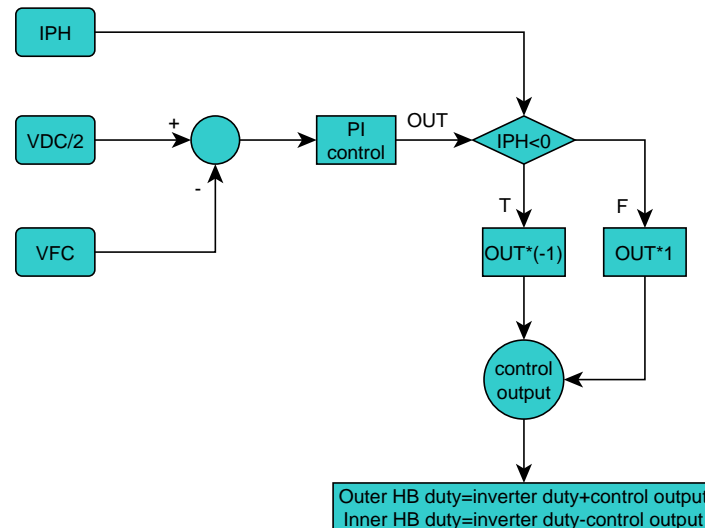 IPH
VDC/2
+
-
VFC
PI
control
OUT
IPH<0
T
F
OUT*(-1)
OUT*1
control
output
Outer HB duty=inverter duty+control output
Inner HB duty=inverter duty-control output